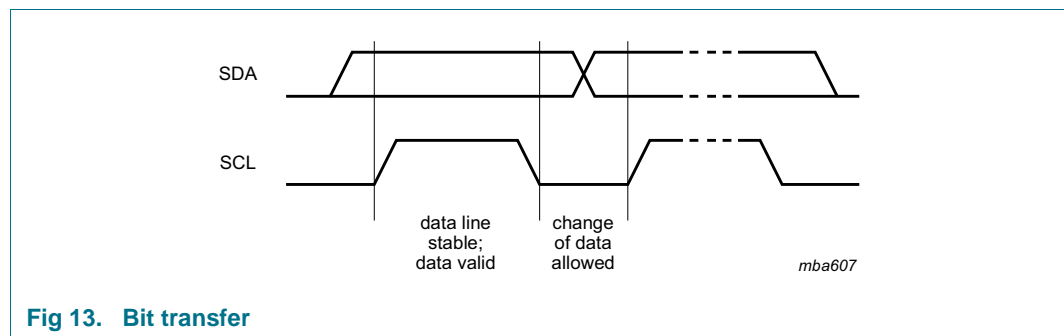 SDA
SCL
data line
stable;
data valid
change
of data
allowed
mba607
Fig 13. Bit transfer